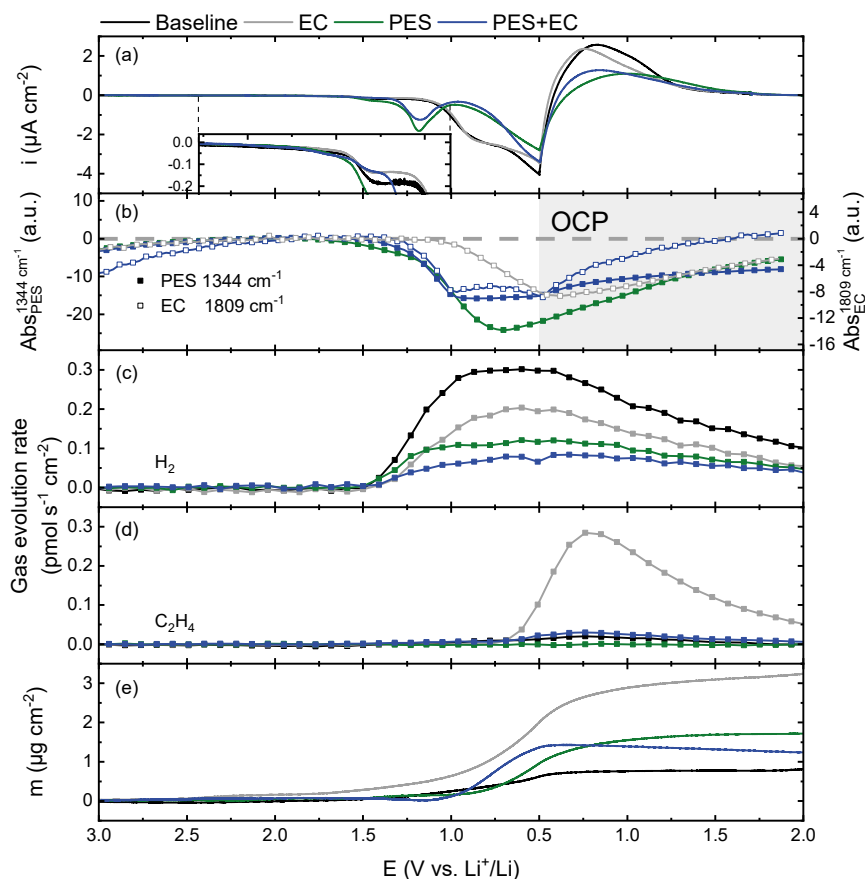 Baseline EC PES PES+EC
(a)
2
0
-2
-4
i (µA cm⁻²)
0.0
-0.1
-0.2
(b)
OCP
10
0
-10
-20
Abs_PES^1344 cm⁻¹ (a.u.)
4
0
-4
-8
-12
-16
Abs_EC^1809 cm⁻¹ (a.u.)
PES 1344 cm⁻¹
EC 1809 cm⁻¹
(c)
0.3
0.2
0.1
0.0
H₂
Gas evolution rate
(pmol s⁻¹ cm⁻²)
(d)
0.3
0.2
0.1
0.0
C₂H₄
(e)
3
2
1
0
m (µg cm⁻²)
3.0 2.5 2.0 1.5 1.0 0.5 1.0 1.5 2.0
E (V vs. Li⁺/Li)